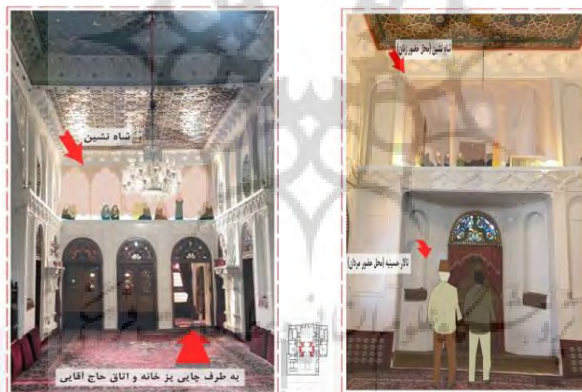 شاه نشین
به طرف چایی پز خانه و اتاق حاج آقایی
شاه نشین (محل حضور زنان)
تالار حسینیه (محل حضور مردان)